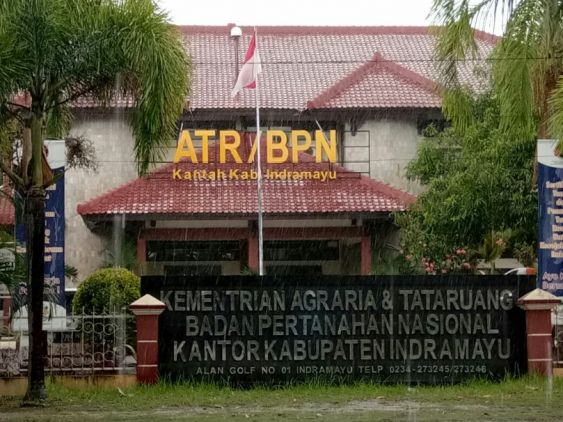 ATR/BPN
Kantah Kab. Indramayu
KEMENTRIAN AGRARIA & TATARUANG
BADAN PERTANAHAN NASIONAL
KANTOR KABUPATEN INDRAMAYU
ALAN GOLF NO 01 INDRAMAYU TELP 0234-273245/273246